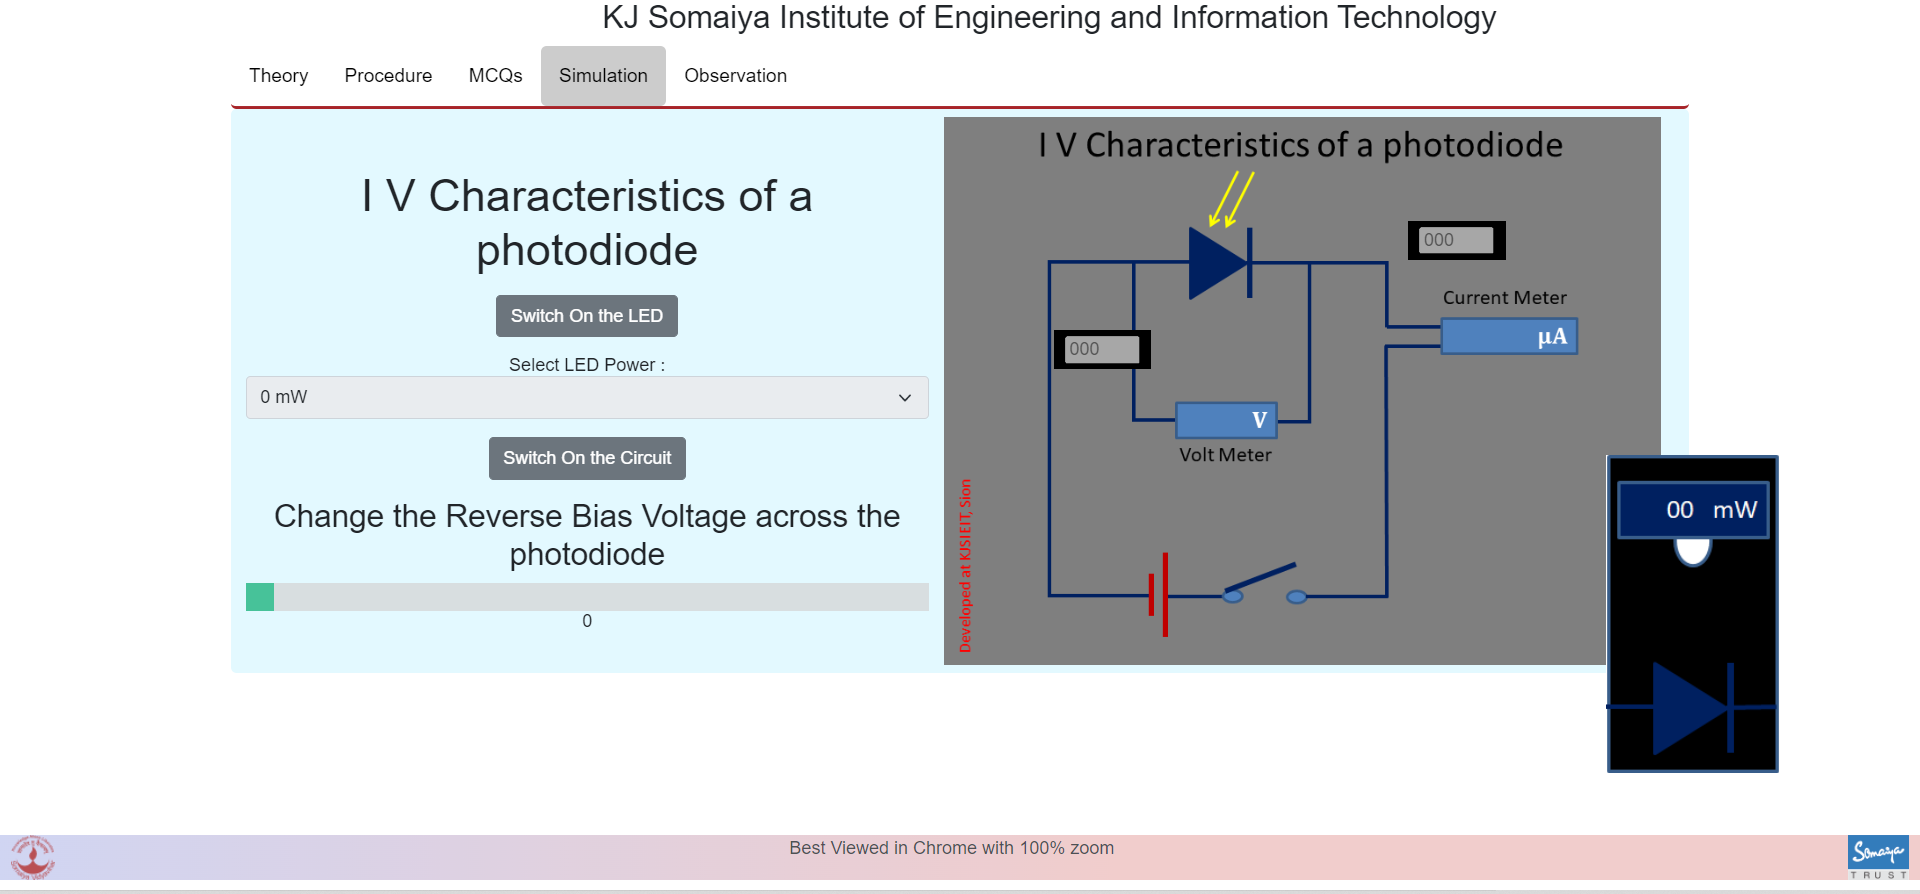 KJ Somaiya Institute of Engineering and Information Technology
Theory
Procedure
MCQs
Simulation
Observation
I V Characteristics of a
photodiode
Switch On the LED
Select LED Power :
0 mW
Switch On the Circuit
Change the Reverse Bias Voltage across the
photodiode
0
I V Characteristics of a photodiode
000
Current Meter
μA
000
V
Volt Meter
Developed at KJSIEIT, Sion
00 mW
Best Viewed in Chrome with 100% zoom
Somaiya
TRUST